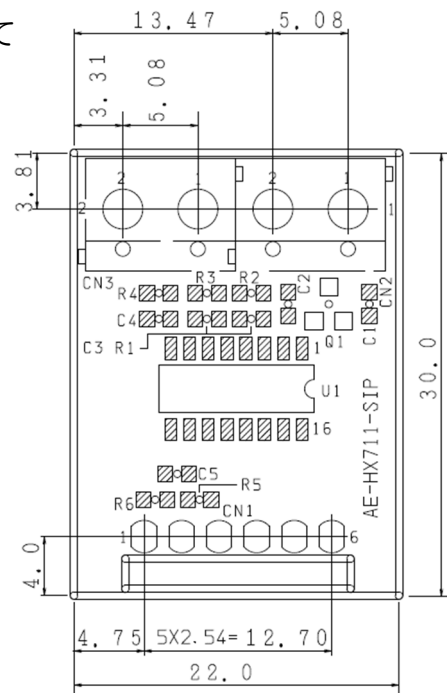 て
13.47
5.08
3.31
5.08
3.81
2
1
2
1
2
1
CN3
R4
R3
R2
C2
CN2
C4
C3
R1
Q1
C1
1
U1
16
30.0
AE-HX711-SIP
C5
R5
R6
CN1
1
6
4.0
4.75
5X2.54=12.70
22.0